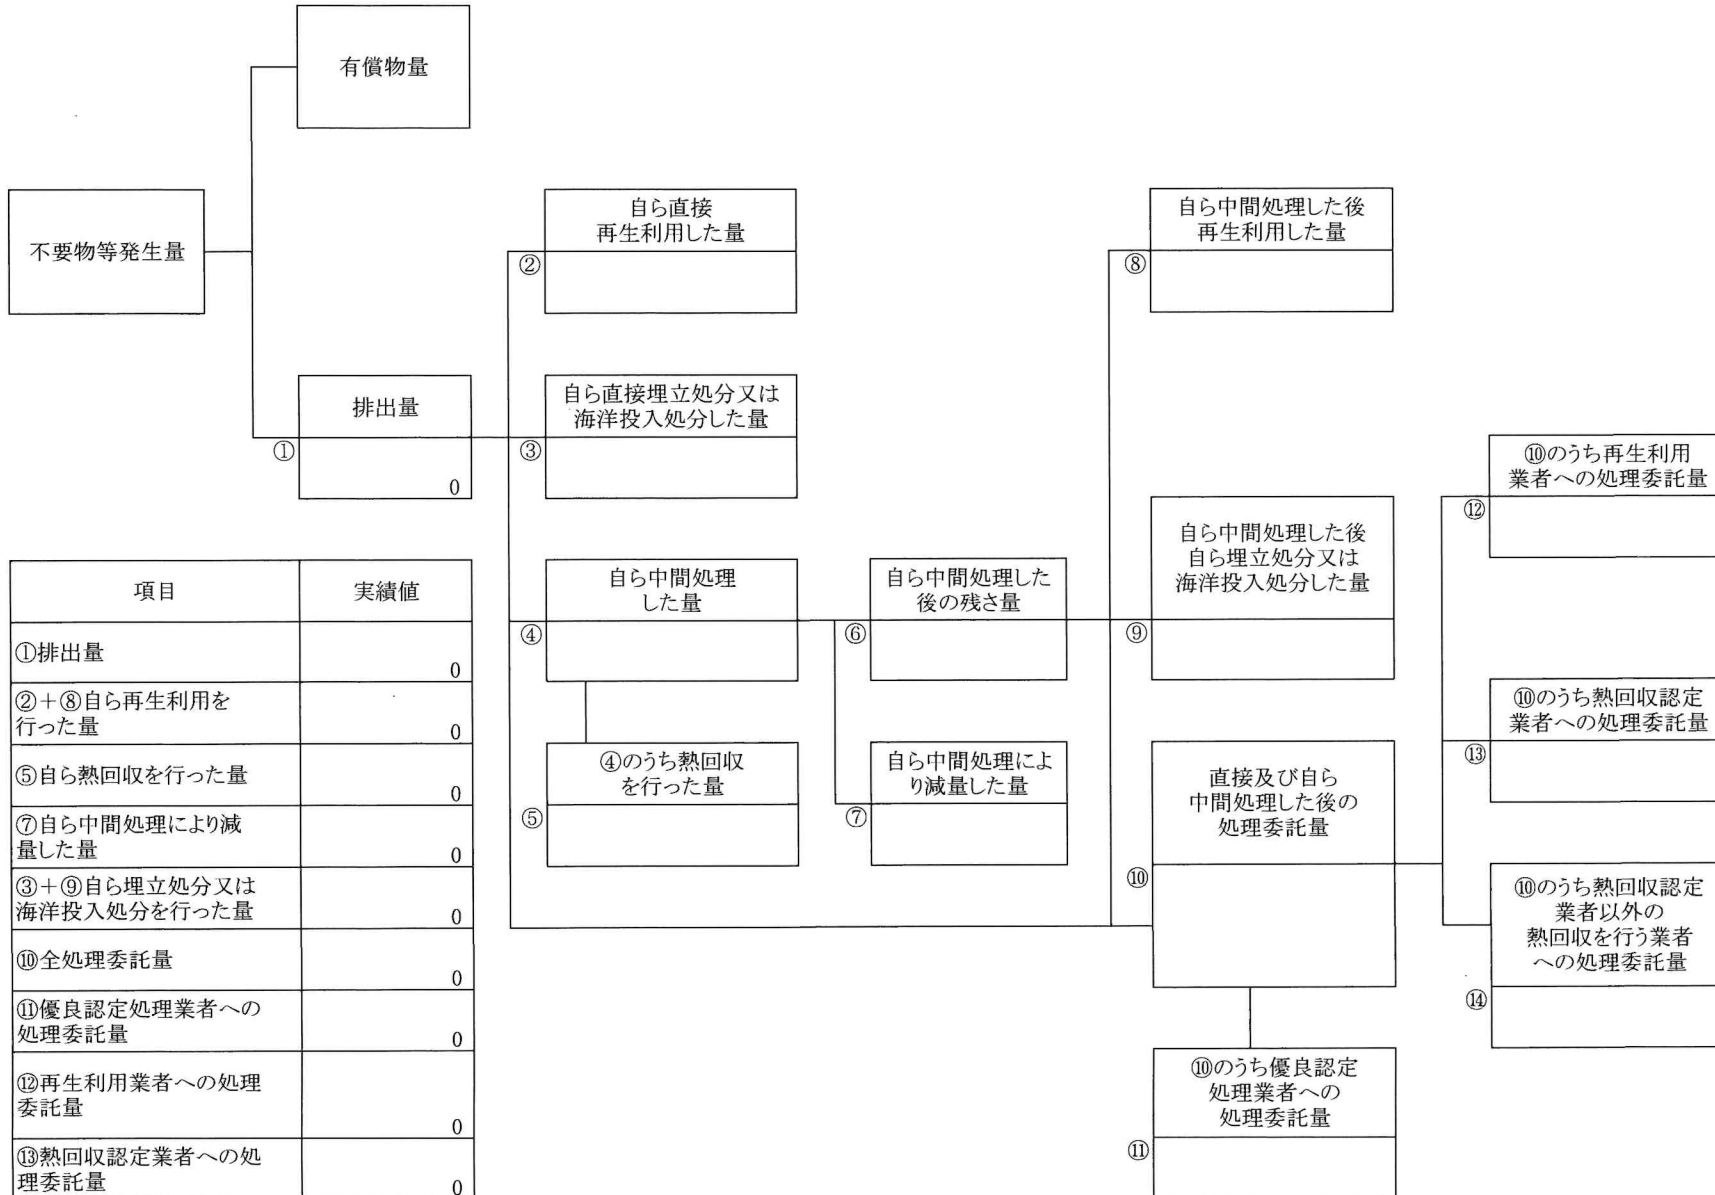 有償物量
不要物等発生量
排出量
①
0
自ら直接
再生利用した量
②
自ら直接埋立処分又は
海洋投入処分した量
③
自ら中間処理
した量
④
④のうち熱回収
を行った量
⑤
自ら中間処理した
後の残さ量
⑥
自ら中間処理によ
り減量した量
⑦
自ら中間処理した後
再生利用した量
⑧
自ら中間処理した後
自ら埋立処分又は
海洋投入処分した量
⑨
直接及び自ら
中間処理した後の
処理委託量
⑩
⑩のうち優良認定
処理業者への
処理委託量
⑪
⑩のうち再生利用
業者への処理委託量
⑫
⑩のうち熱回収認定
業者への処理委託量
⑬
⑩のうち熱回収認定
業者以外の
熱回収を行う業者
への処理委託量
⑭
項目 実績値
①排出量
0
②+⑧自ら再生利用を
行った量
0
⑤自ら熱回収を行った量
0
⑦自ら中間処理により減
量した量
0
③+⑨自ら埋立処分又は
海洋投入処分を行った量
0
⑩全処理委託量
0
⑪優良認定処理業者への
処理委託量
0
⑫再生利用業者への処理
委託量
0
⑬熱回収認定業者への処
理委託量
0